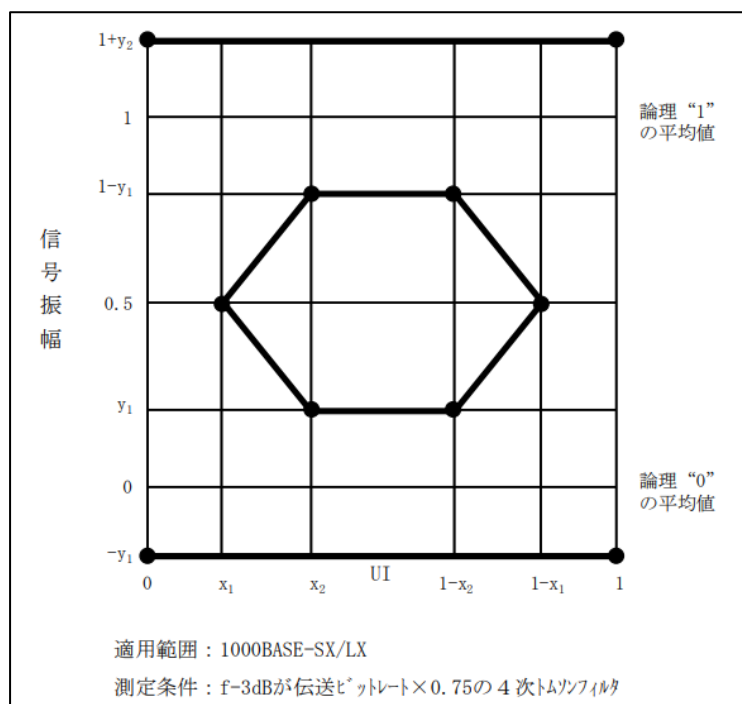 1+y₂
1
論理 “1”
の平均値
1-y₁
信号振幅
0.5
y₁
0
論理 “0”
の平均値
-y₁
0 x₁ x₂ UI 1-x₂ 1-x₁ 1
適用範囲：1000BASE-SX/LX
測定条件：f-3dBが伝送ﾋﾞｯﾄﾚｰﾄ×0.75の４次ﾄﾑｿﾝﾌｨﾙﾀ